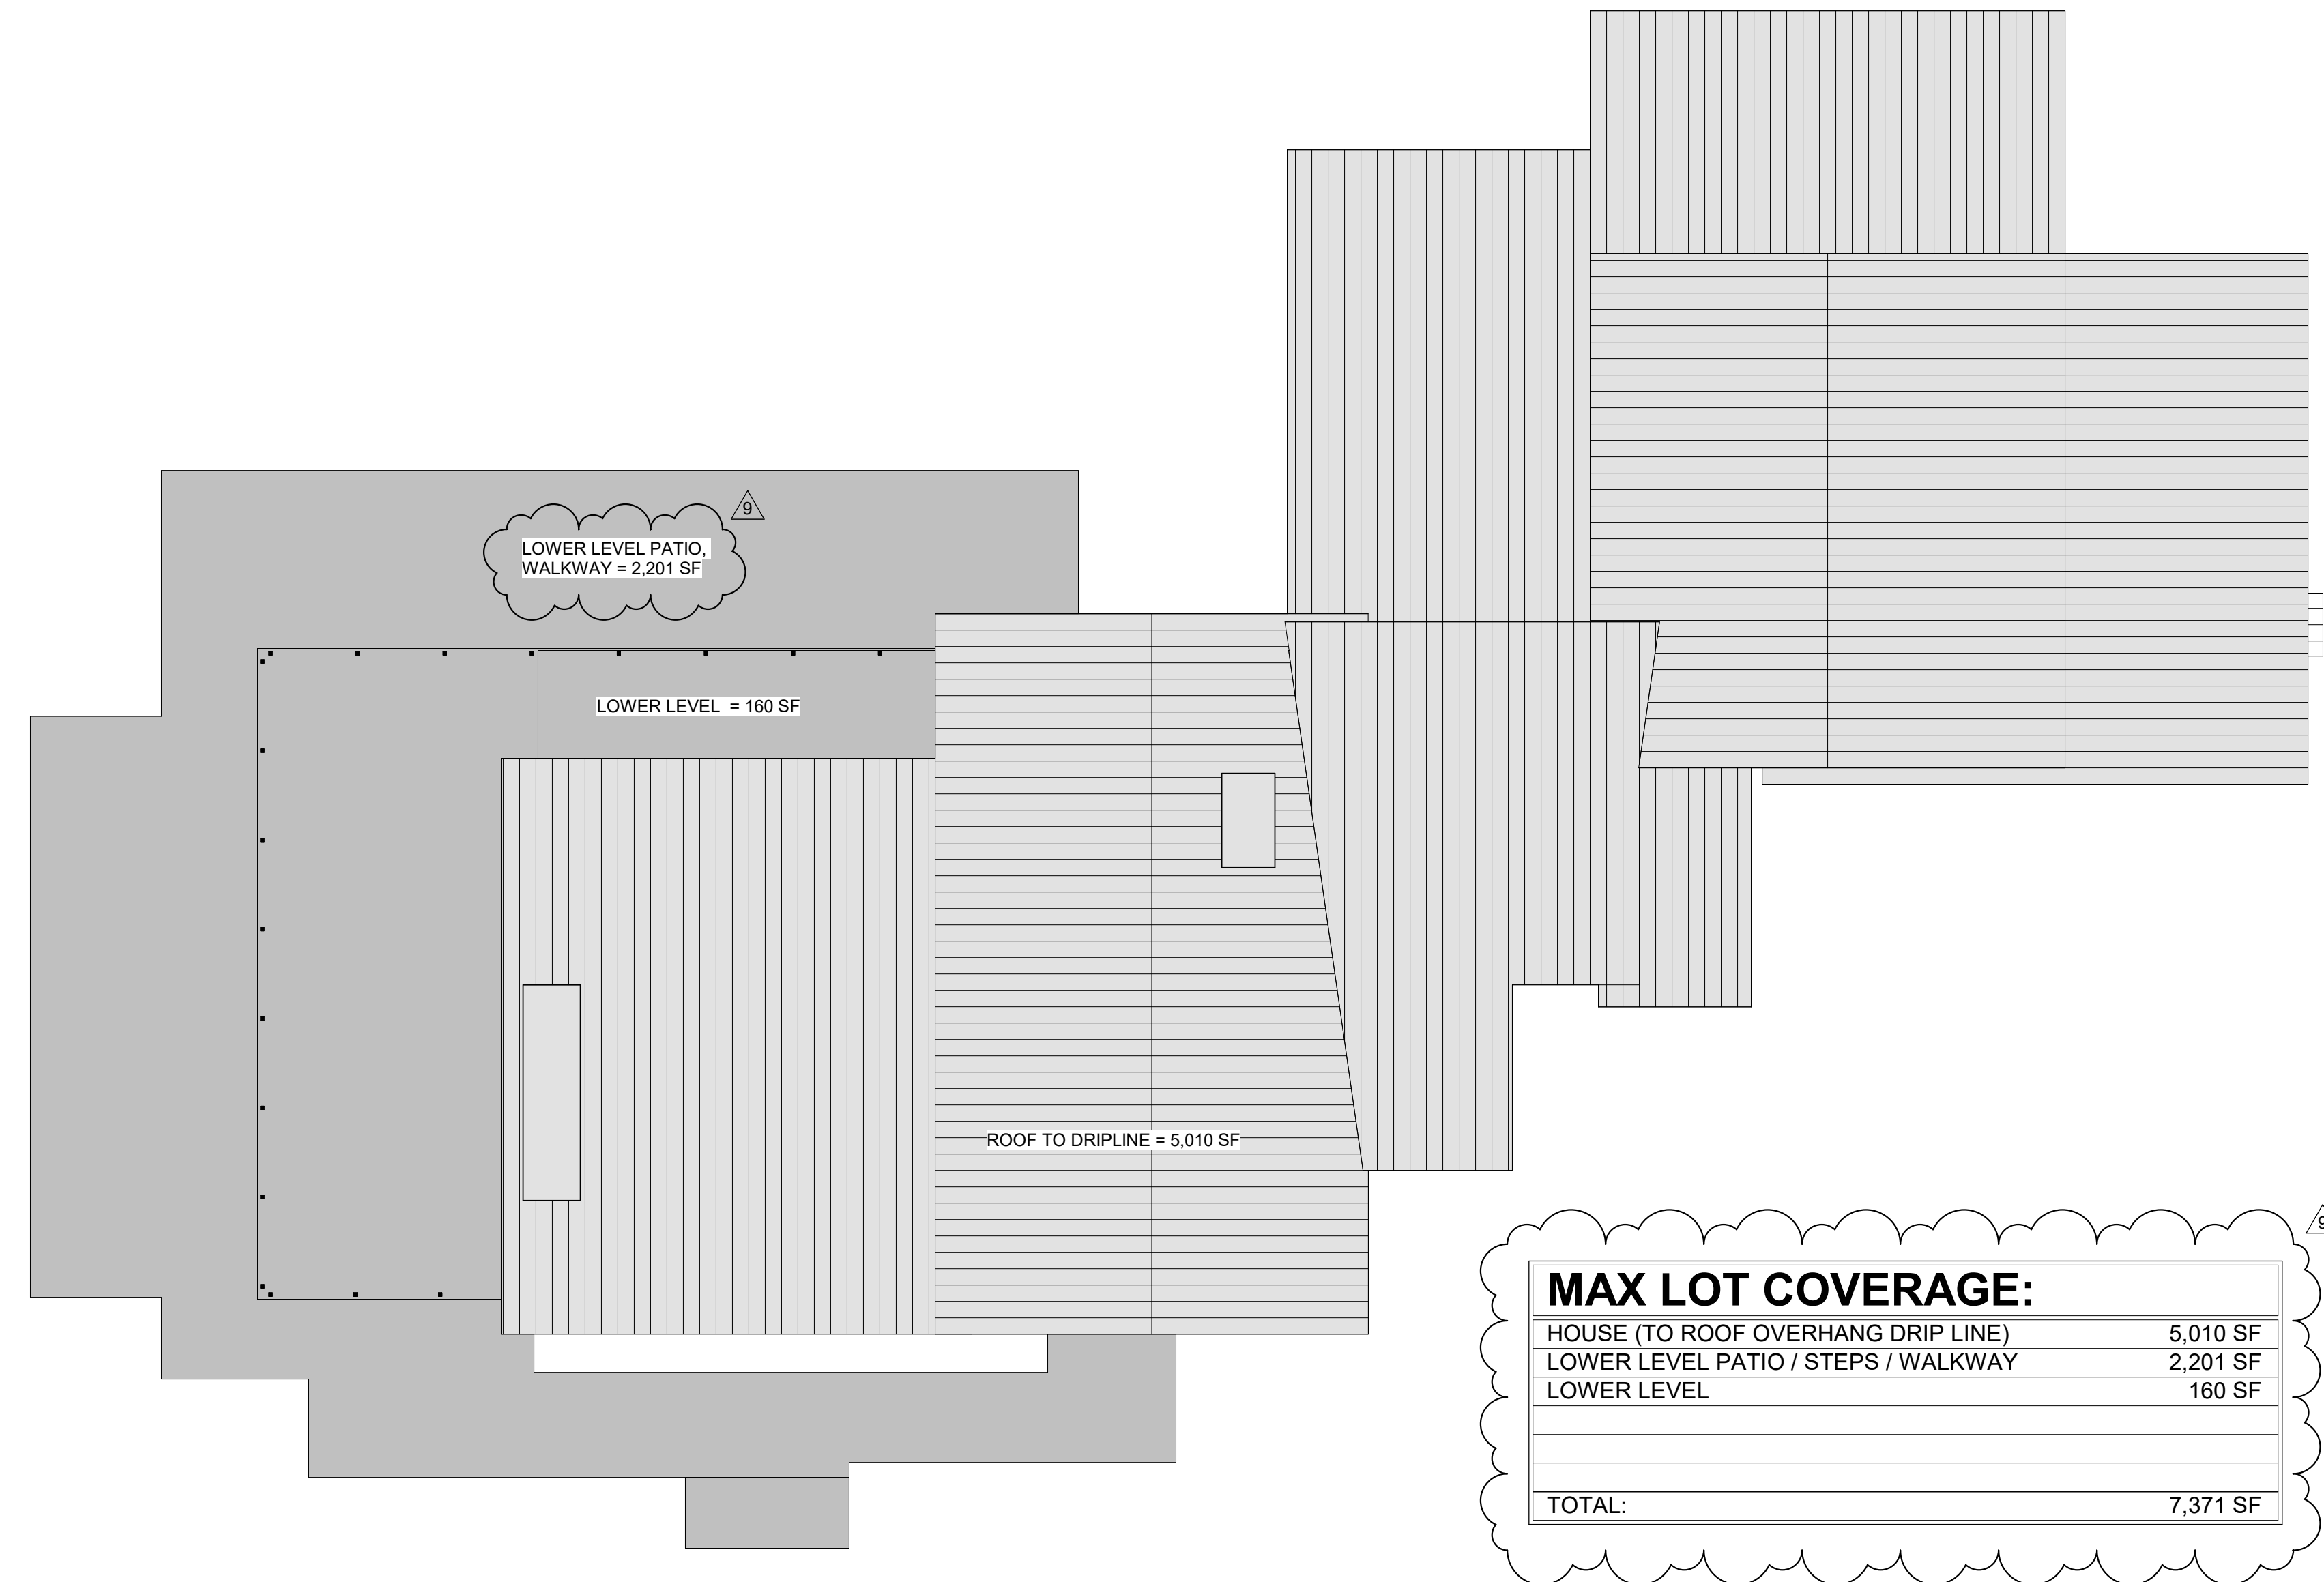 9
LOWER LEVEL PATIO,
WALKWAY = 2,201 SF
LOWER LEVEL = 160 SF
ROOF TO DRIPLINE = 5,010 SF
9
MAX LOT COVERAGE:
HOUSE (TO ROOF OVERHANG DRIP LINE) 5,010 SF
LOWER LEVEL PATIO / STEPS / WALKWAY 2,201 SF
LOWER LEVEL 160 SF
TOTAL: 7,371 SF